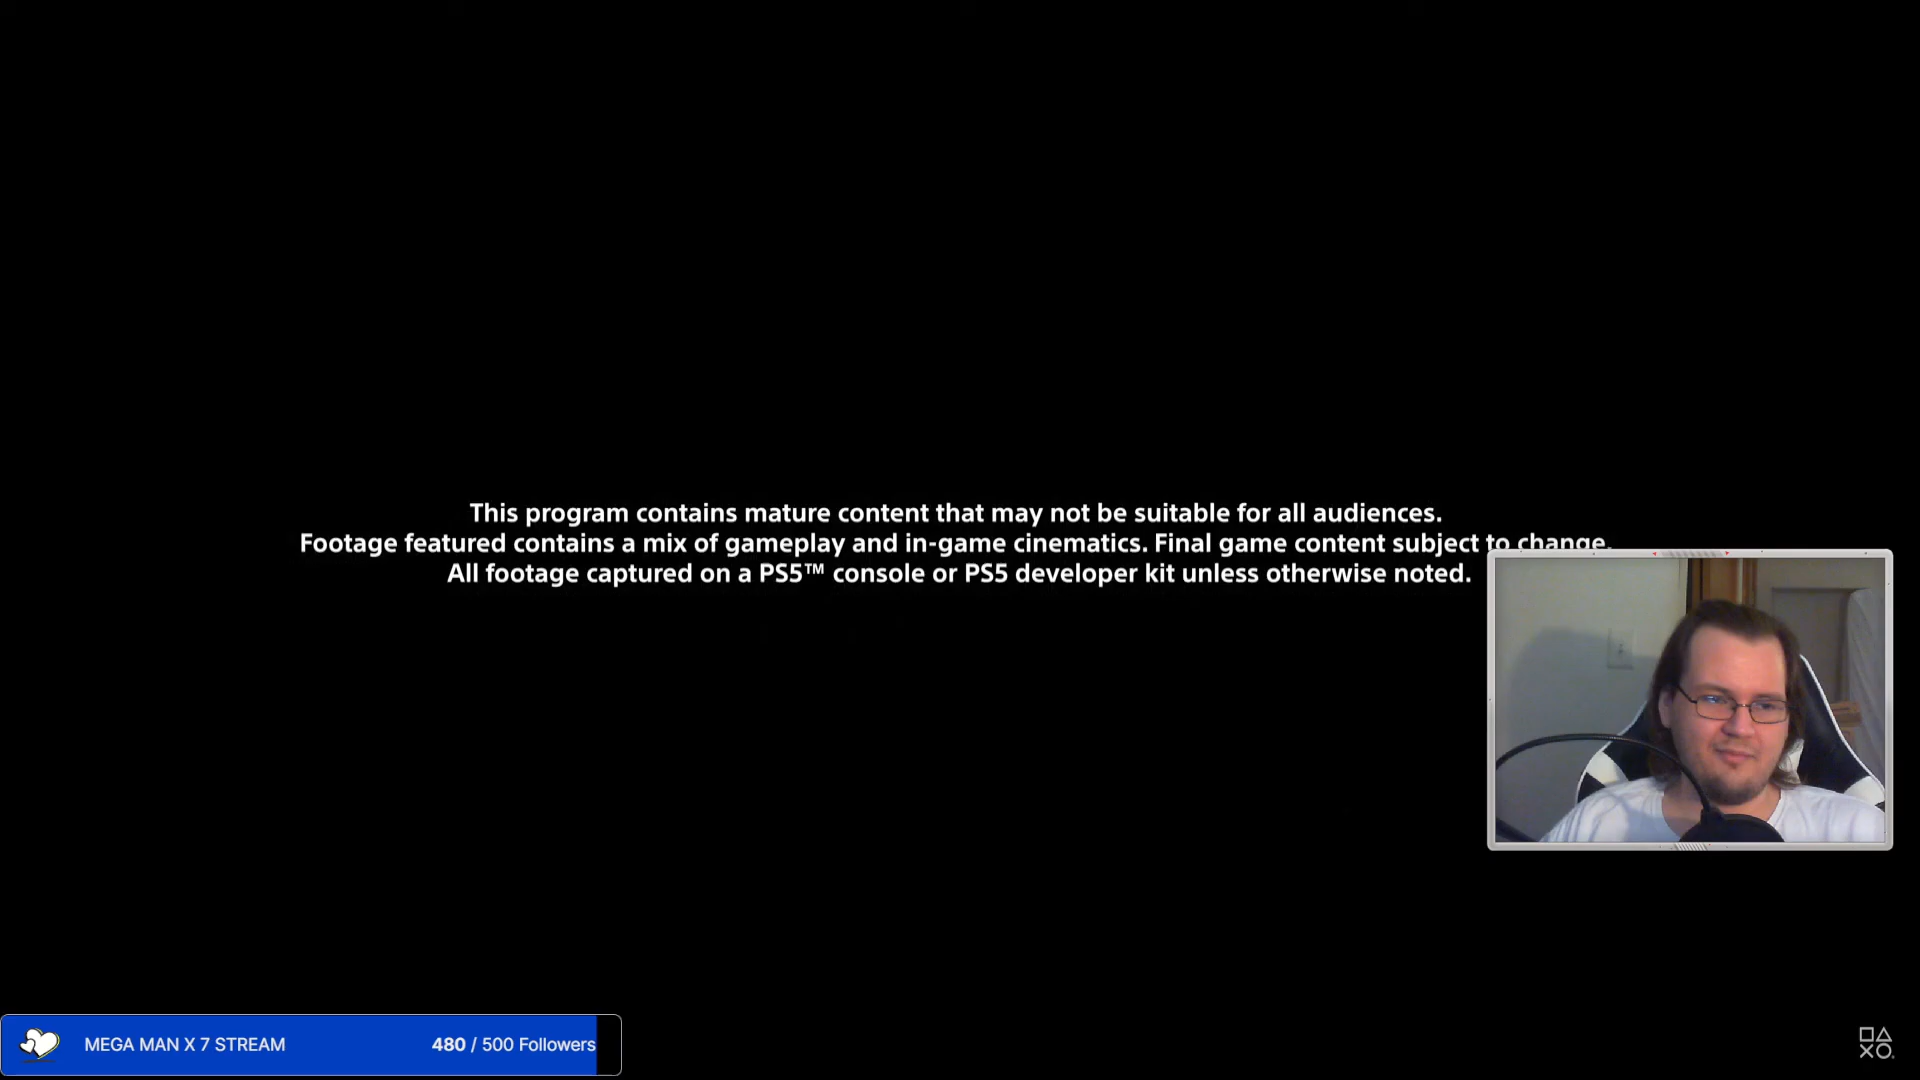 This program contains mature content that may not be suitable for all audiences.
Footage featured contains a mix of gameplay and in-game cinematics. Final game content subject to change.
All footage captured on a PS5™ console or PS5 developer kit unless otherwise noted.
MEGA MAN X 7 STREAM
480 / 500 Followers